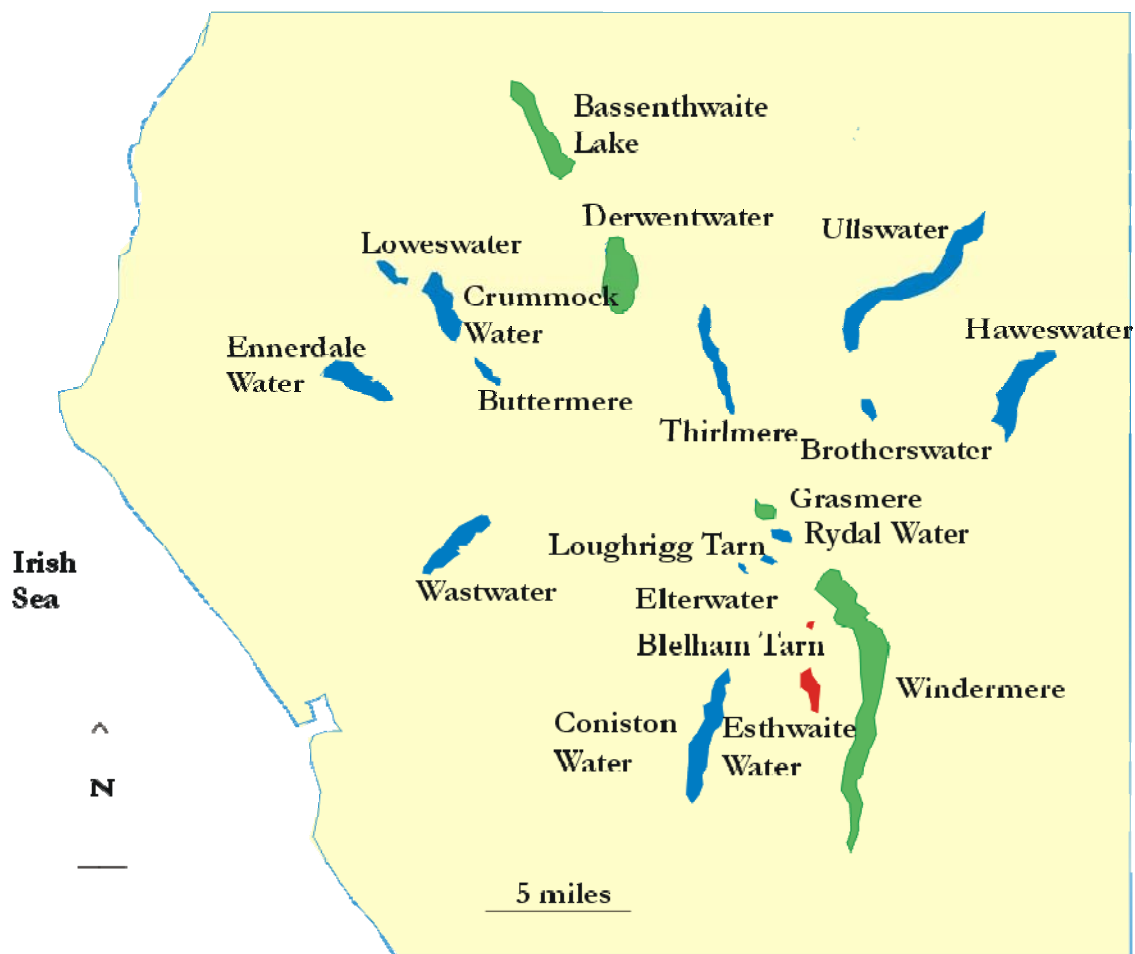 Bassenthwaite
Lake
Derwentwater
Ullswater
Loweswater
Crummock
Water
Haweswater
Ennerdale
Water
Buttermere
Thirlmere
Brotherswater
Grasmere
Rydal Water
Loughrigg Tarn
Irish
Sea
Wastwater
Elterwater
Blelham Tarn
Windermere
Coniston
Water
Esthwaite
Water
N
5 miles